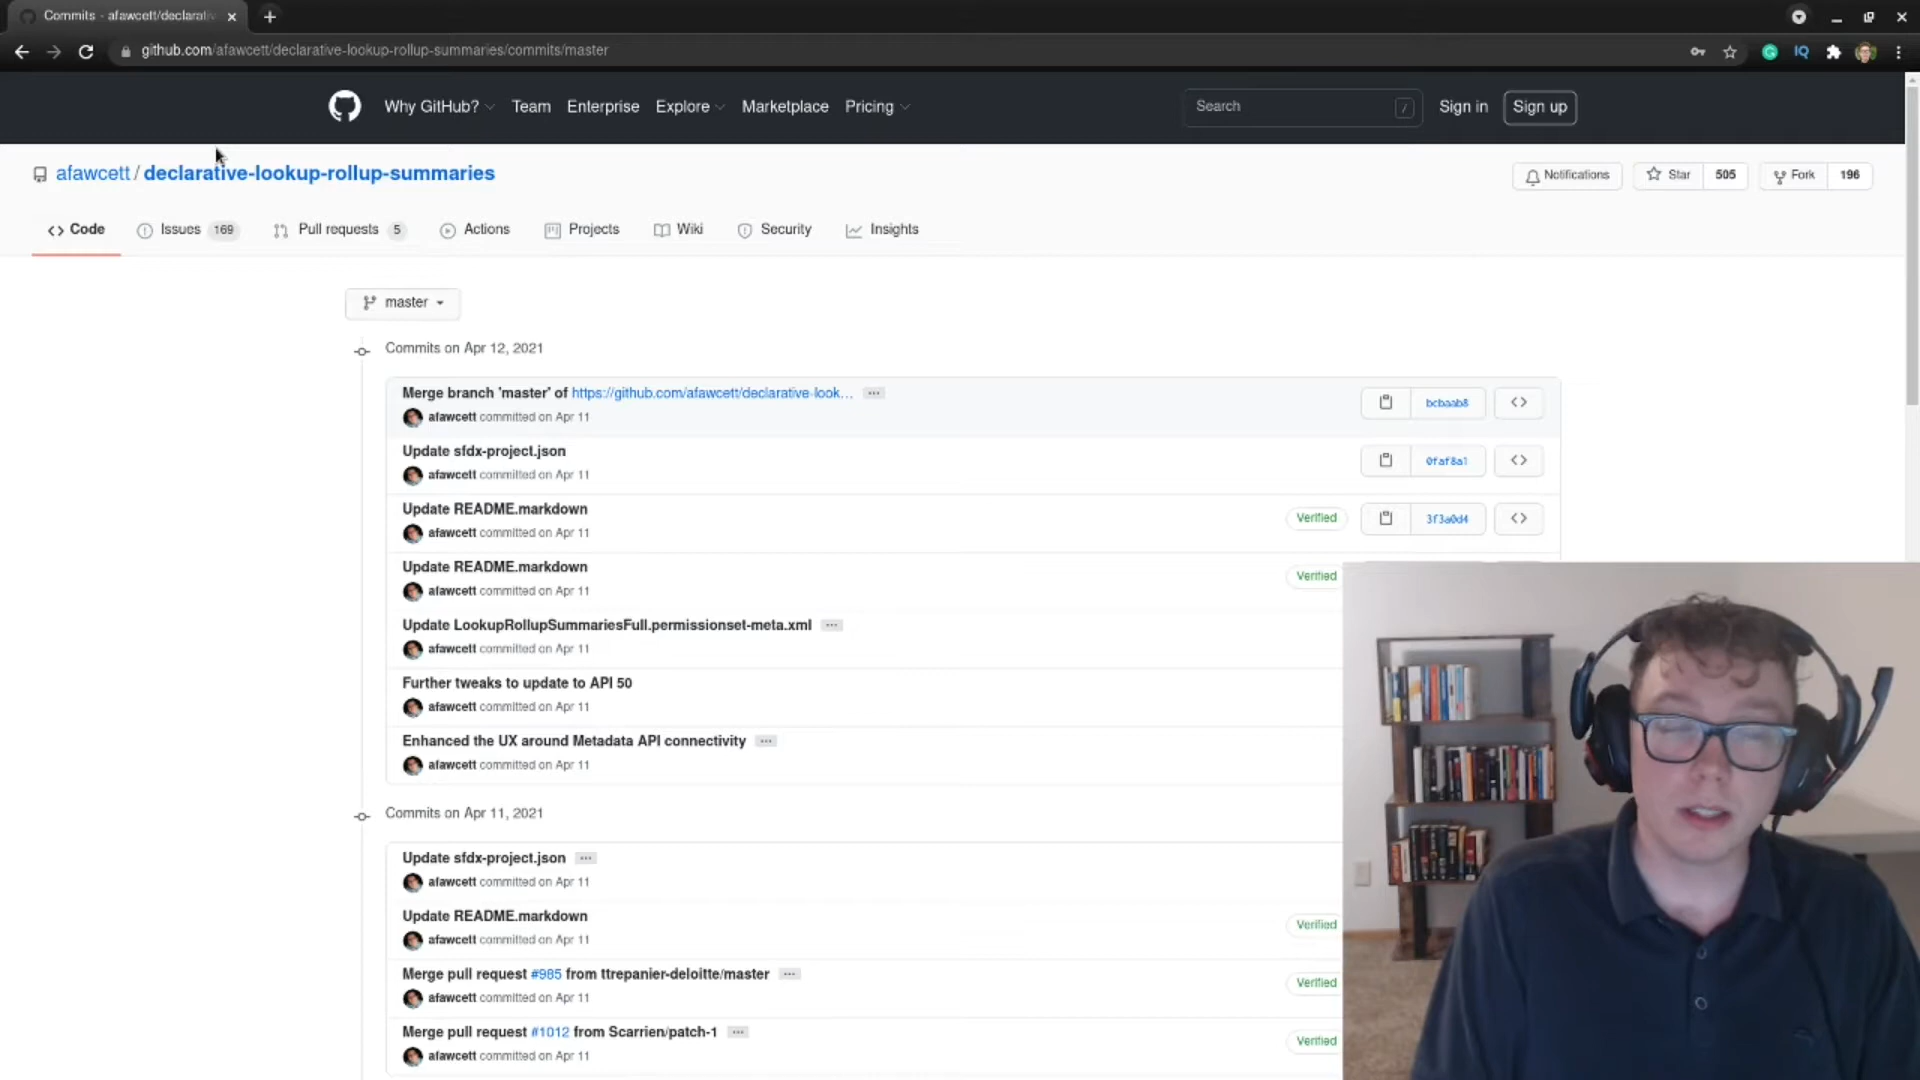 Commits - afawcett/declarativ
github.com/afawcett/declarative-lookup-rollup-summaries/commits/master
IQ
Why GitHub? Team Enterprise Explore Marketplace Pricing Search / Sign in Sign up
afawcett / declarative-lookup-rollup-summaries Notifications Star 505 Fork 196
Code Issues 169 Pull requests 5 Actions Projects Wiki Security Insights
master
Commits on Apr 12, 2021
Merge branch 'master' of https://github.com/afawcett/declarative-look… ...
afawcett committed on Apr 11 bcbaab8
Update sfdx-project.json
afawcett committed on Apr 11 0faf8a1
Update README.markdown
afawcett committed on Apr 11 Verified 3f3a0d4
Update README.markdown
afawcett committed on Apr 11 Verified
Update LookupRollupSummariesFull.permissionset-meta.xml ...
afawcett committed on Apr 11
Further tweaks to update to API 50
afawcett committed on Apr 11
Enhanced the UX around Metadata API connectivity ...
afawcett committed on Apr 11
Commits on Apr 11, 2021
Update sfdx-project.json ...
afawcett committed on Apr 11
Update README.markdown
afawcett committed on Apr 11 Verified
Merge pull request #985 from ttrepanier-deloitte/master ...
afawcett committed on Apr 11 Verified
Merge pull request #1012 from Scarrien/patch-1 ...
afawcett committed on Apr 11 Verified